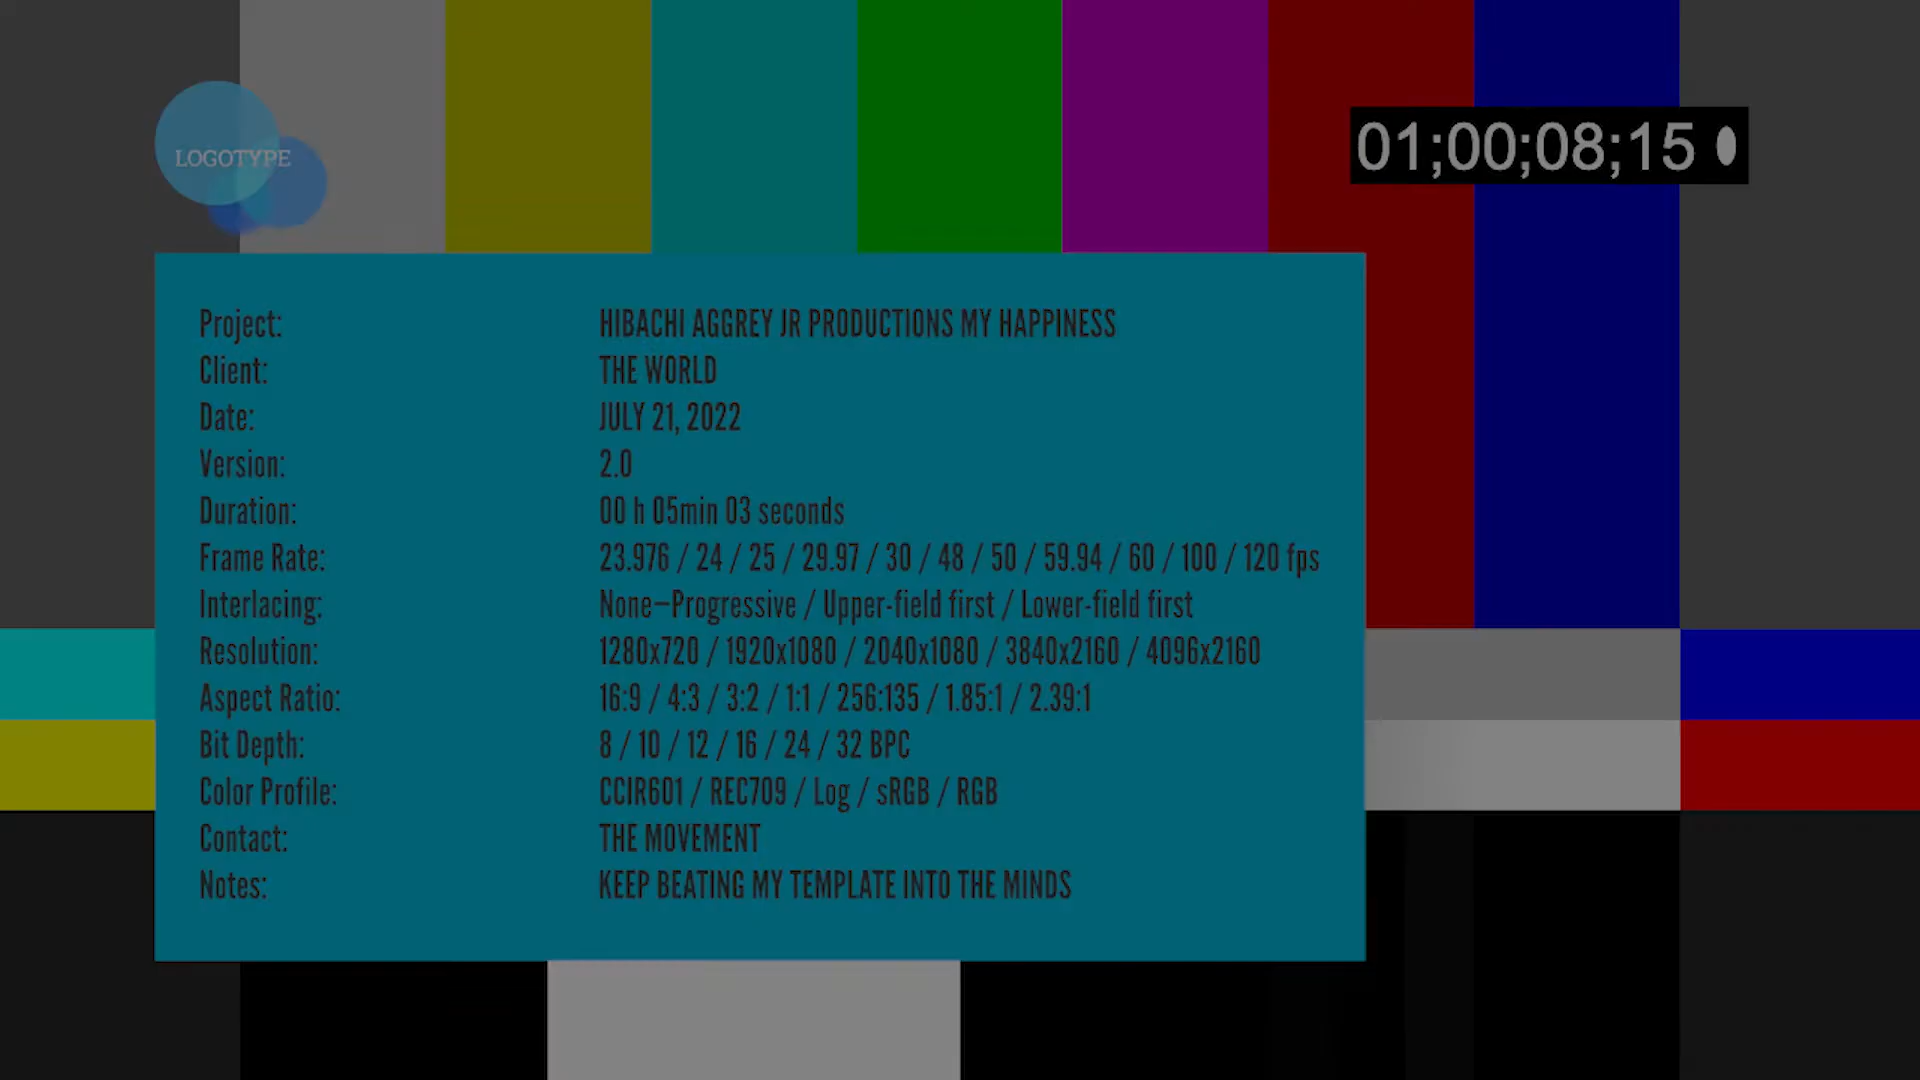 LOGOTYPE
01;00;08;15
Project: HIBACHI AGGREY JR PRODUCTIONS MY HAPPINESS
Client: THE WORLD
Date: JULY 21, 2022
Version: 2.0
Duration: 00 h 05min 03 seconds
Frame Rate: 23.976 / 24 / 25 / 29.97 / 30 / 48 / 50 / 59.94 / 60 / 100 / 120 fps
Interlacing: None–Progressive / Upper-field first / Lower-field first
Resolution: 1280x720 / 1920x1080 / 2040x1080 / 3840x2160 / 4096x2160
Aspect Ratio: 16:9 / 4:3 / 3:2 / 1:1 / 256:135 / 1.85:1 / 2.39:1
Bit Depth: 8 / 10 / 12 / 16 / 24 / 32 BPC
Color Profile: CCIR601 / REC709 / Log / sRGB / RGB
Contact: THE MOVEMENT
Notes: KEEP BEATING MY TEMPLATE INTO THE MINDS